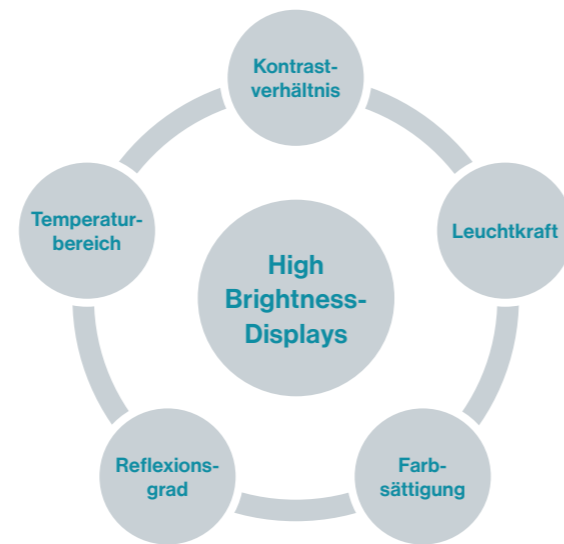 Kontrast-
verhältnis
Leuchtkraft
Farb-
sättigung
Reflexions-
grad
Temperatur-
bereich
High
Brightness-
Displays